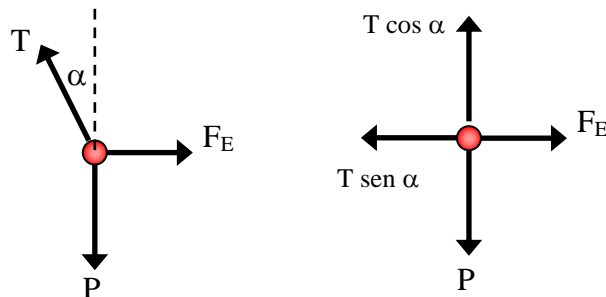 T
α
F_E
P
T cos α
F_E
T sen α
P